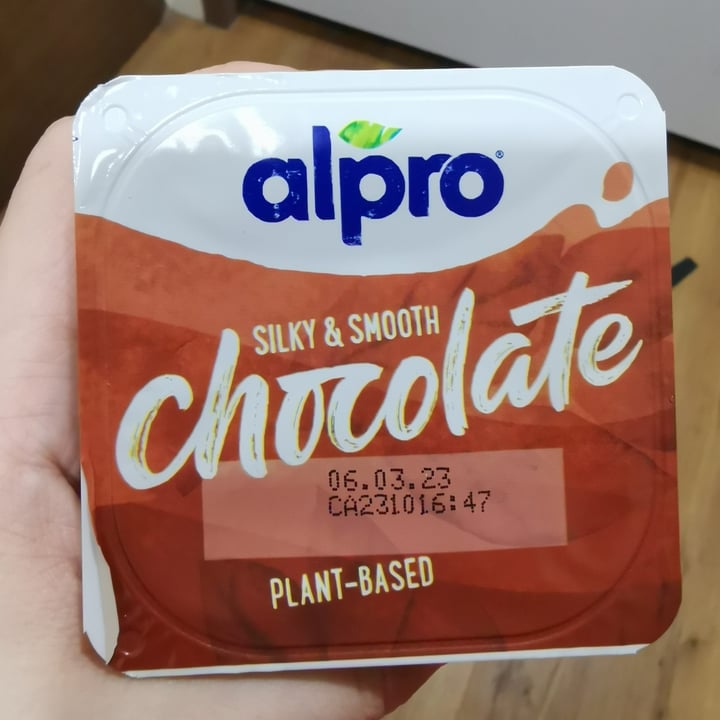 alpro®
SILKY & SMOOTH
chocolate
06.03.23
CA231016:47
PLANT-BASED